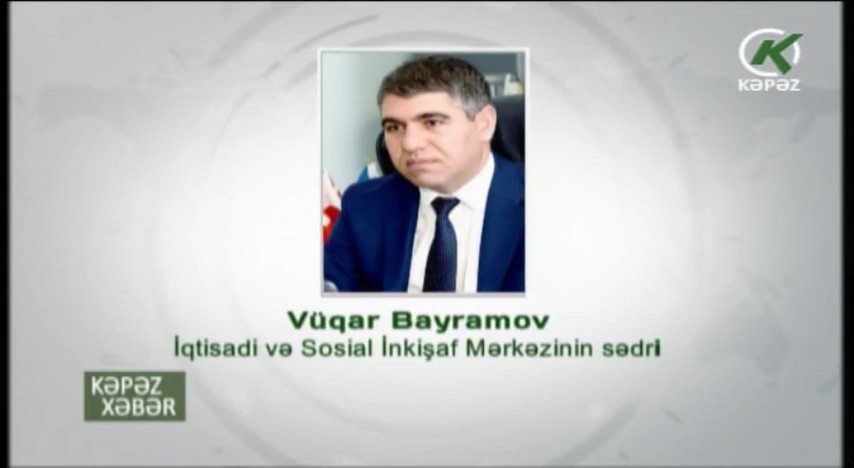 KƏPƏZ
Vüqar Bayramov
İqtisadi və Sosial İnkişaf Mərkəzinin sədri
KƏPƏZ
XƏBƏR